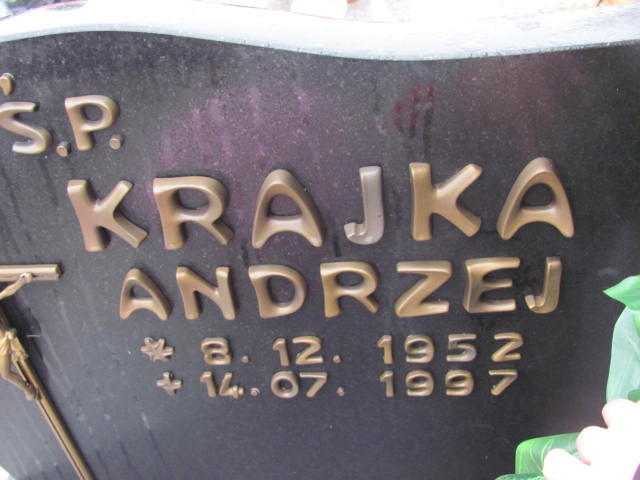 Ś.P.
KRAJKA
ANDRZEJ
* 8.12.1952
+ 14.07.1997